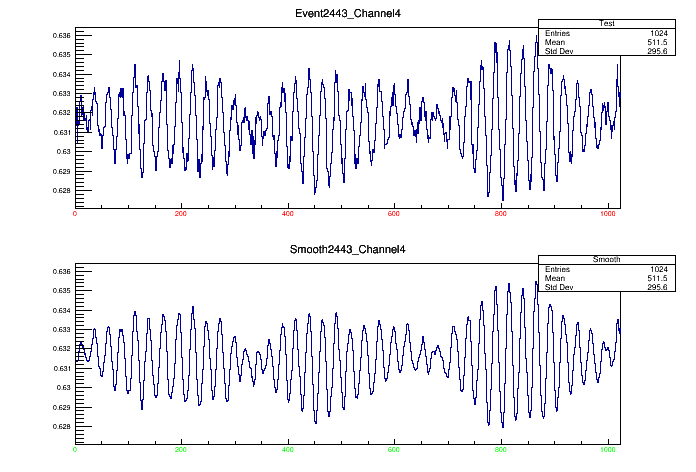 Event2443_Channel4
Test
Entries 1024
Mean 511.5
Std Dev 295.6
0.636
0.635
0.634
0.633
0.632
0.631
0.63
0.629
0.628
0 200 400 600 800 1000
Smooth2443_Channel4
Smooth
Entries 1024
Mean 511.5
Std Dev 295.6
0.636
0.635
0.634
0.633
0.632
0.631
0.63
0.629
0.628
0 200 400 600 800 1000